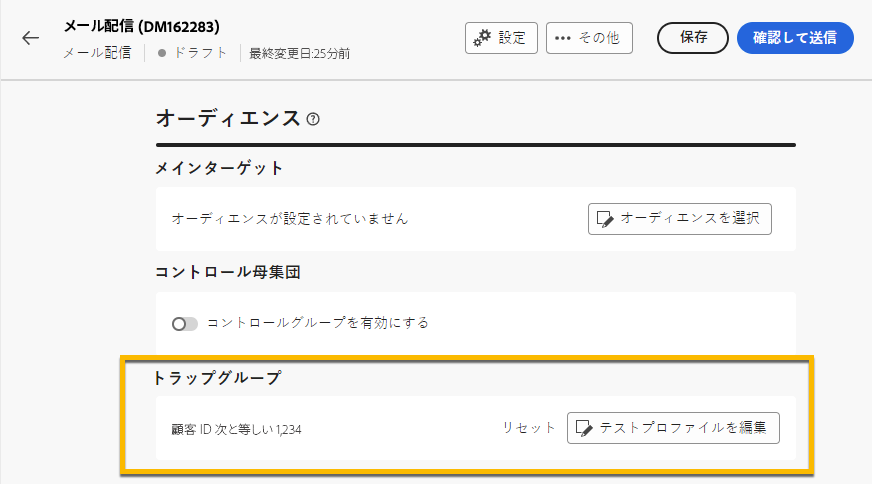 メール配信 (DM162283)
メール配信 ドラフト 最終変更日:25分前
設定
その他
保存
確認して送信
オーディエンス
メインターゲット
オーディエンスが設定されていません
オーディエンスを選択
コントロール母集団
コントロールグループを有効にする
トラップグループ
顧客 ID 次と等しい 1,234
リセット
テストプロファイルを編集